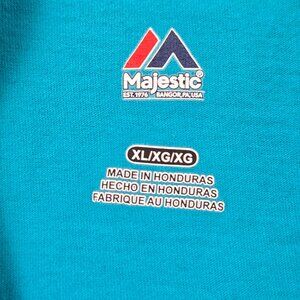 Majestic®
EST. 1976 BANGOR, PA, USA
XL/XG/XG
MADE IN HONDURAS
HECHO EN HONDURAS
FABRIQUE AU HONDURAS